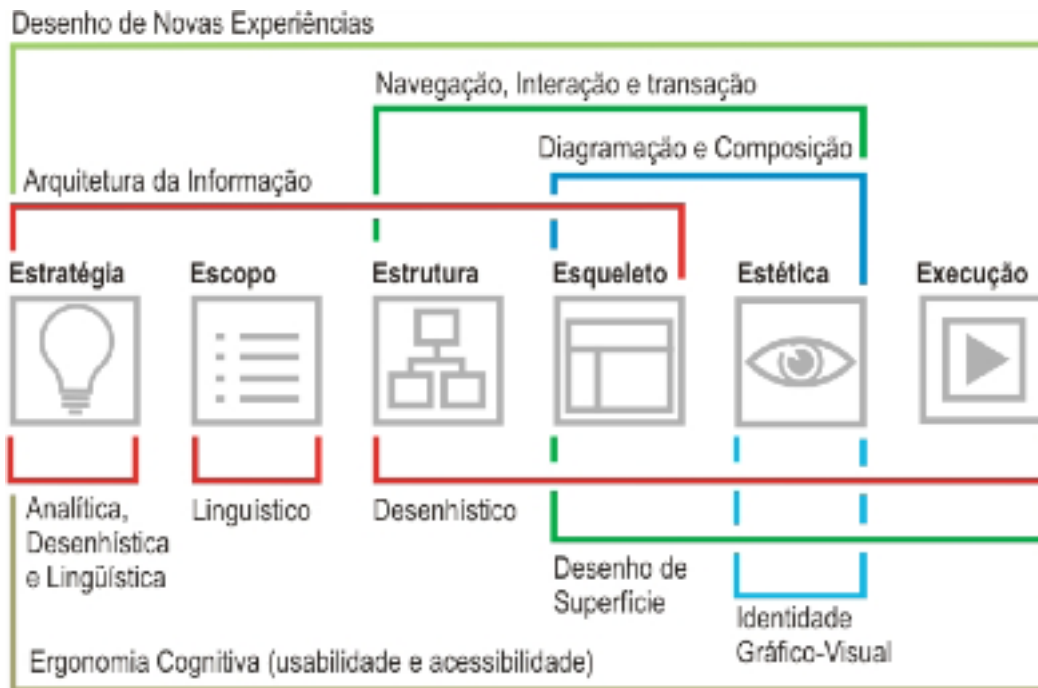 Desenho de Novas Experiências
Navegação, Interação e transação
Diagramação e Composição
Arquitetura da Informação
Estratégia
Escopo
Estrutura
Esqueleto
Estética
Execução
Analítica,
Desenhística
e Lingüística
Linguistico
Desenhístico
Desenho de
Superfície
Identidade
Gráfico-Visual
Ergonomia Cognitiva (usabilidade e acessibilidade)